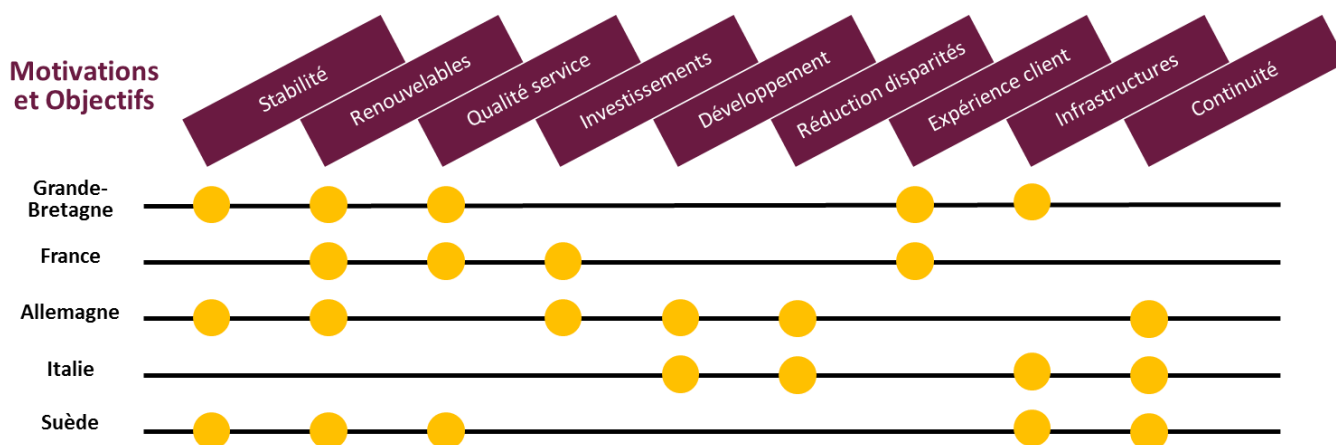 Motivations
et Objectifs
Stabilité
Renouvelables
Qualité service
Investissements
Développement
Réduction disparités
Expérience client
Infrastructures
Continuité
Grande-
Bretagne
France
Allemagne
Italie
Suède